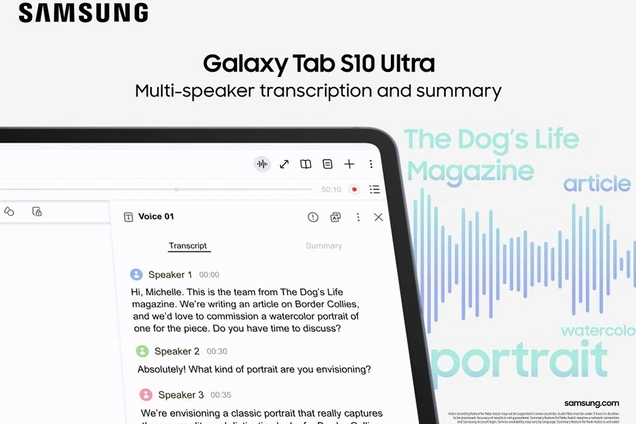 SAMSUNG
Galaxy Tab S10 Ultra
Multi-speaker transcription and summary
The Dog's Life
Magazine
article
50:10
Voice 01
Transcript
Summary
Speaker 1 00:00
Hi, Michelle. This is the team from The Dog's Life
magazine. We're writing an article on Border Collies,
and we'd love to commission a watercolor portrait of
one for the piece. Do you have time to discuss?
Speaker 2 00:30
Absolutely! What kind of portrait are you envisioning?
Speaker 3 00:35
We're envisioning a classic portrait that really captures
watercolo
portrait
samsung.com